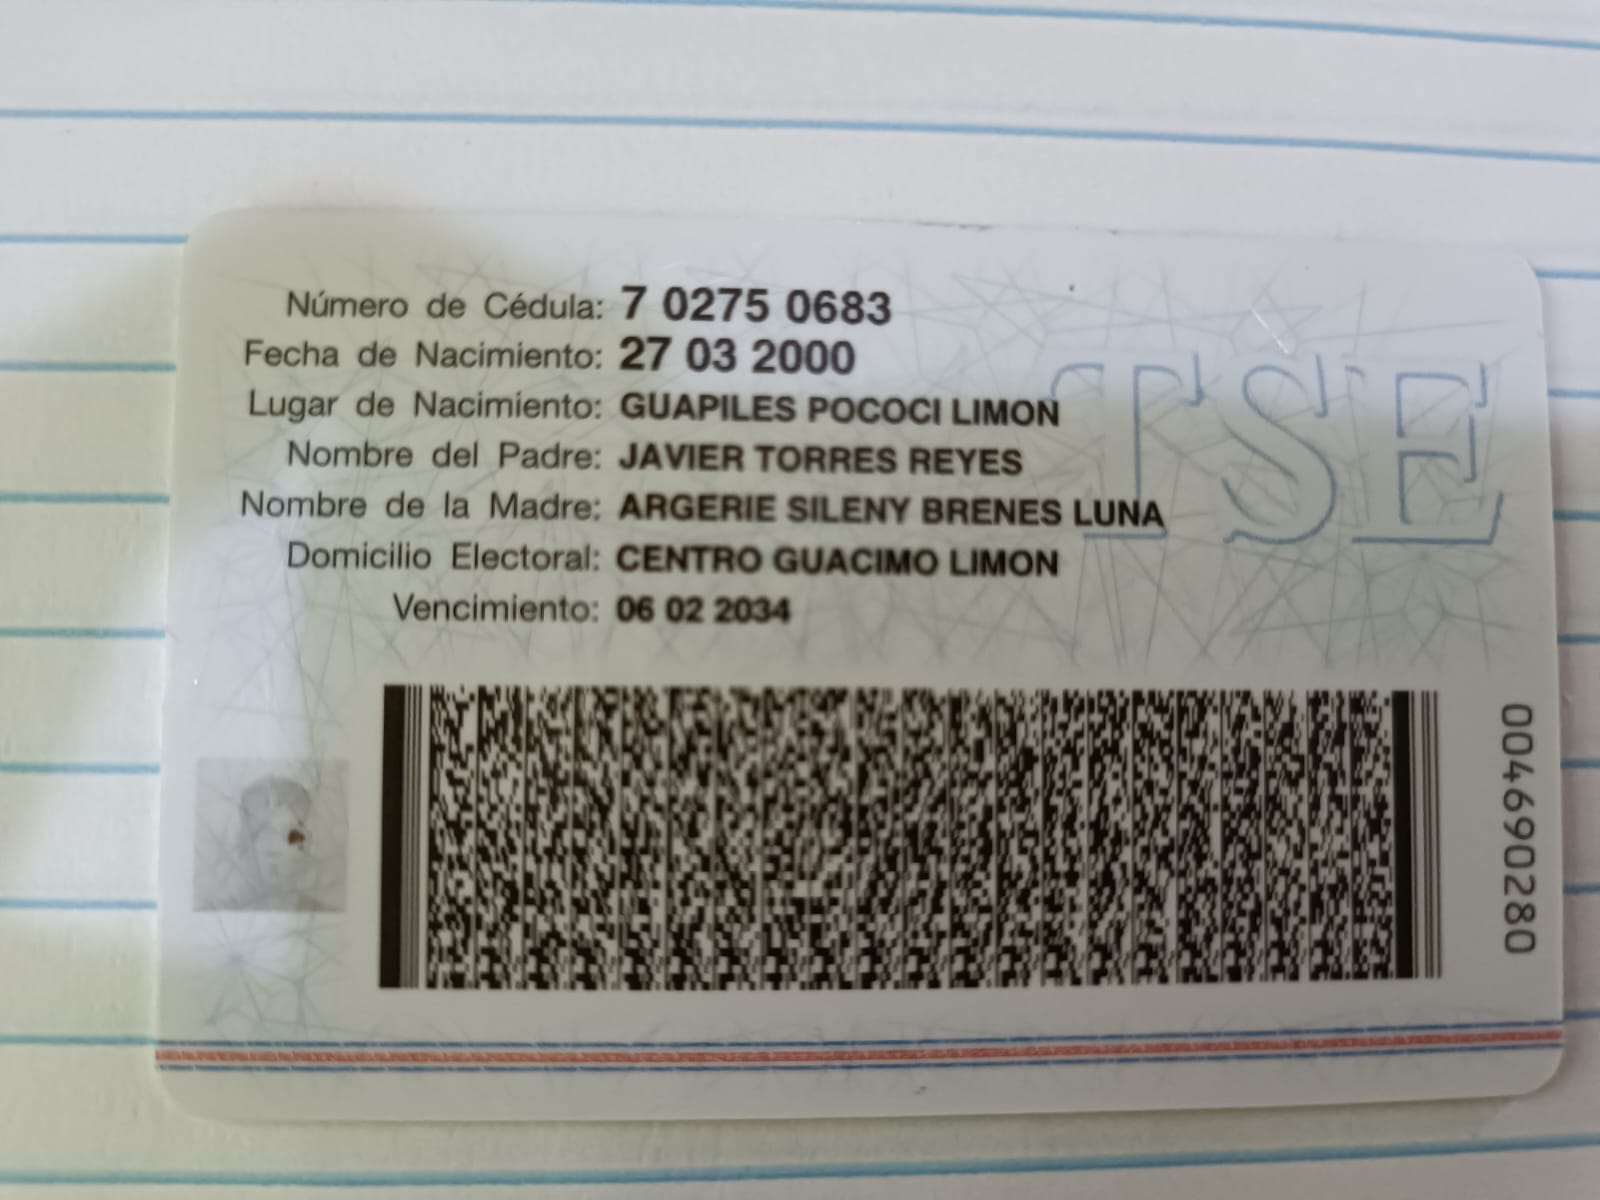 Número de Cédula: 7 0275 0683
Fecha de Nacimiento: 27 03 2000
Lugar de Nacimiento: GUAPILES POCOCI LIMON
Nombre del Padre: JAVIER TORRES REYES
Nombre de la Madre: ARGERIE SILENY BRENES LUNA
Domicilio Electoral: CENTRO GUACIMO LIMON
Vencimiento: 06 02 2034
TSE
004690280